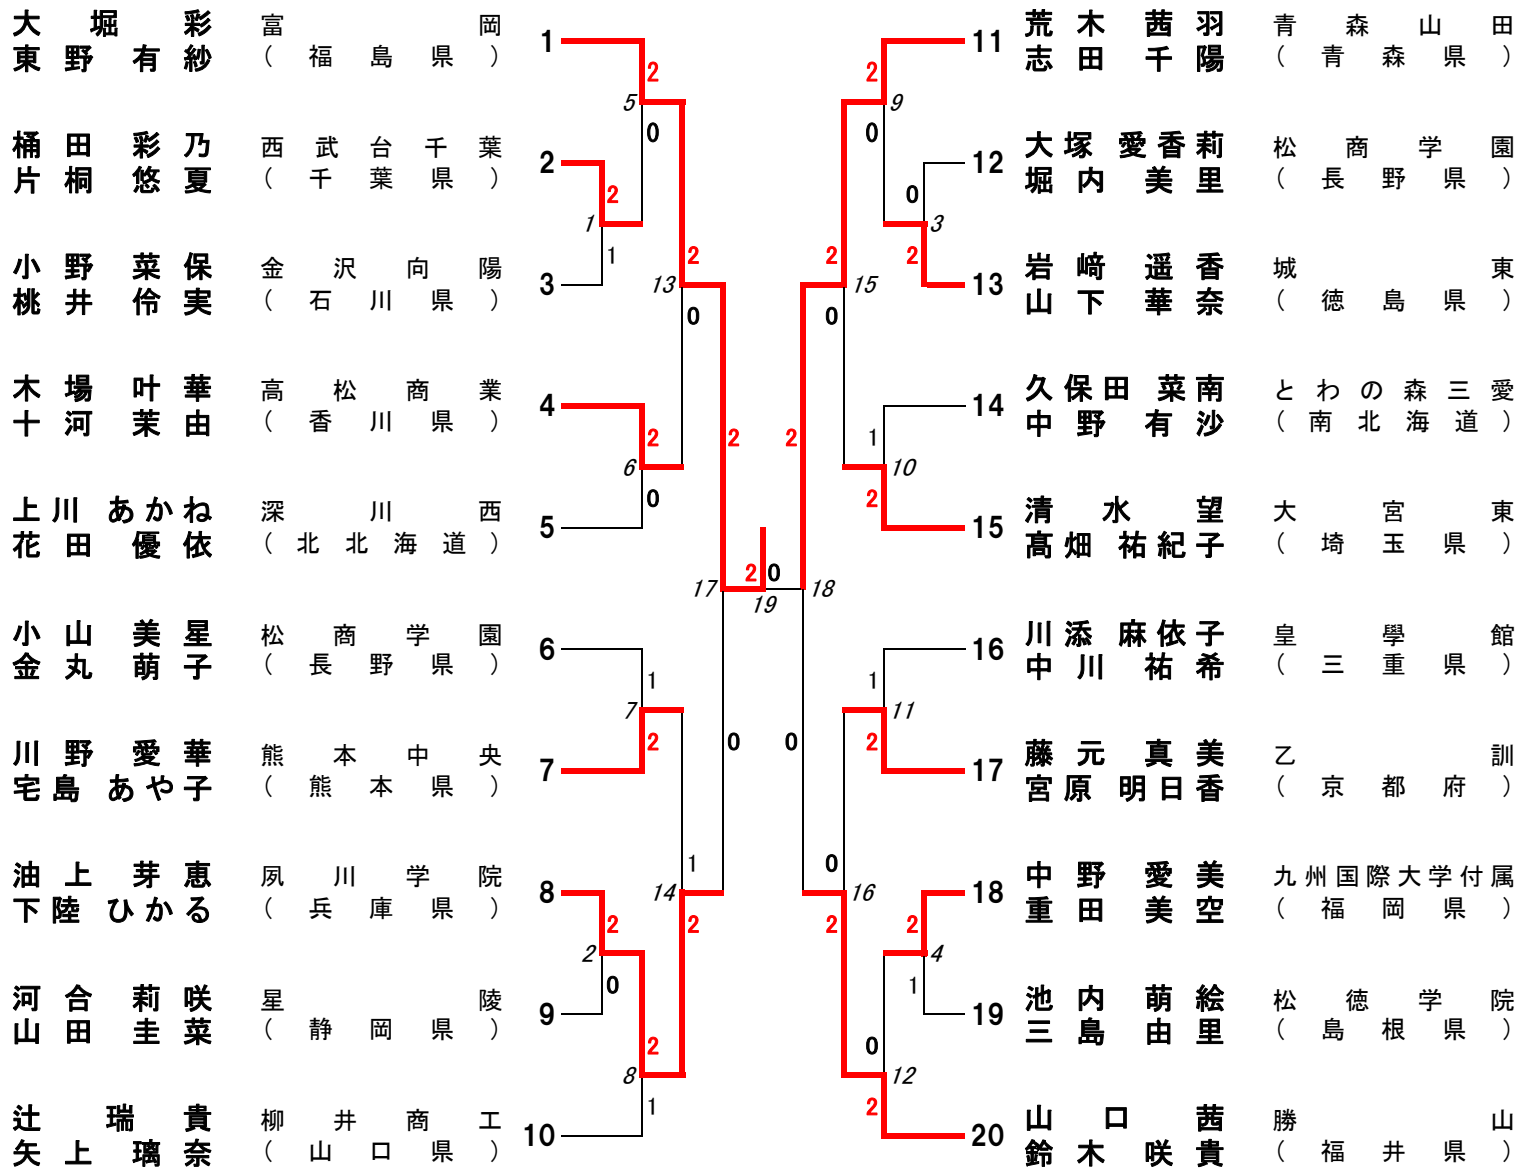 大堀彩 富岡
東野有紗 (福島県)
1
桶田彩乃 西武台千葉
片桐悠夏 (千葉県)
2
小野菜保 金沢向陽
桃井伶実 (石川県)
3
木場叶華 高松商業
十河茉由 (香川県)
4
上川あかね 深川西
花田優依 (北北海道)
5
小山美星 松商学園
金丸萌子 (長野県)
6
川野愛華 熊本中央
宅島あや子 (熊本県)
7
油上芽恵 夙川学院
下陸ひかる (兵庫県)
8
河合莉咲 星陵
山田圭菜 (静岡県)
9
辻瑞貴 柳井商工
矢上璃奈 (山口県)
10
2
5
0
2
1
1
2
13
0
2
6
0
2
17
0
1
7
2
1
14
2
2
2
0
2
8
1
2 0
19
2
9
0
0
3
2
2
15
0
1
10
2
2
18
0
1
11
2
0
16
2
2
4
1
0
12
2
11
荒木茜羽 青森山田
志田千陽 (青森県)
12
大塚愛香莉 松商学園
堀内美里 (長野県)
13
岩﨑遥香 城東
山下華奈 (徳島県)
14
久保田菜南 とわの森三愛
中野有沙 (南北海道)
15
清水望 大宮東
髙畑祐紀子 (埼玉県)
16
川添麻依子 皇學館
中川祐希 (三重県)
17
藤元真美 乙訓
宮原明日香 (京都府)
18
中野愛美 九州国際大学付属
重田美空 (福岡県)
19
池内萌絵 松徳学院
三島由里 (島根県)
20
山口茜 勝山
鈴木咲貴 (福井県)